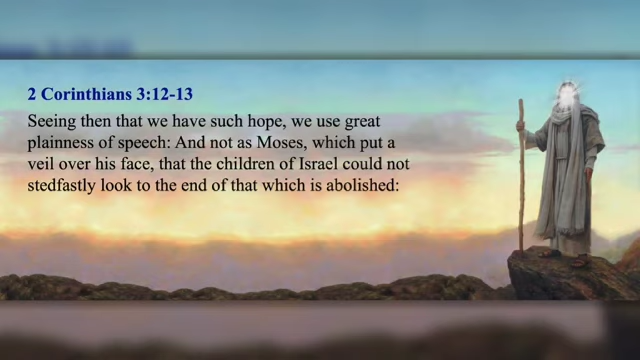 2 Corinthians 3:12-13
Seeing then that we have such hope, we use great
plainness of speech: And not as Moses, which put a
veil over his face, that the children of Israel could not
stedfastly look to the end of that which is abolished: